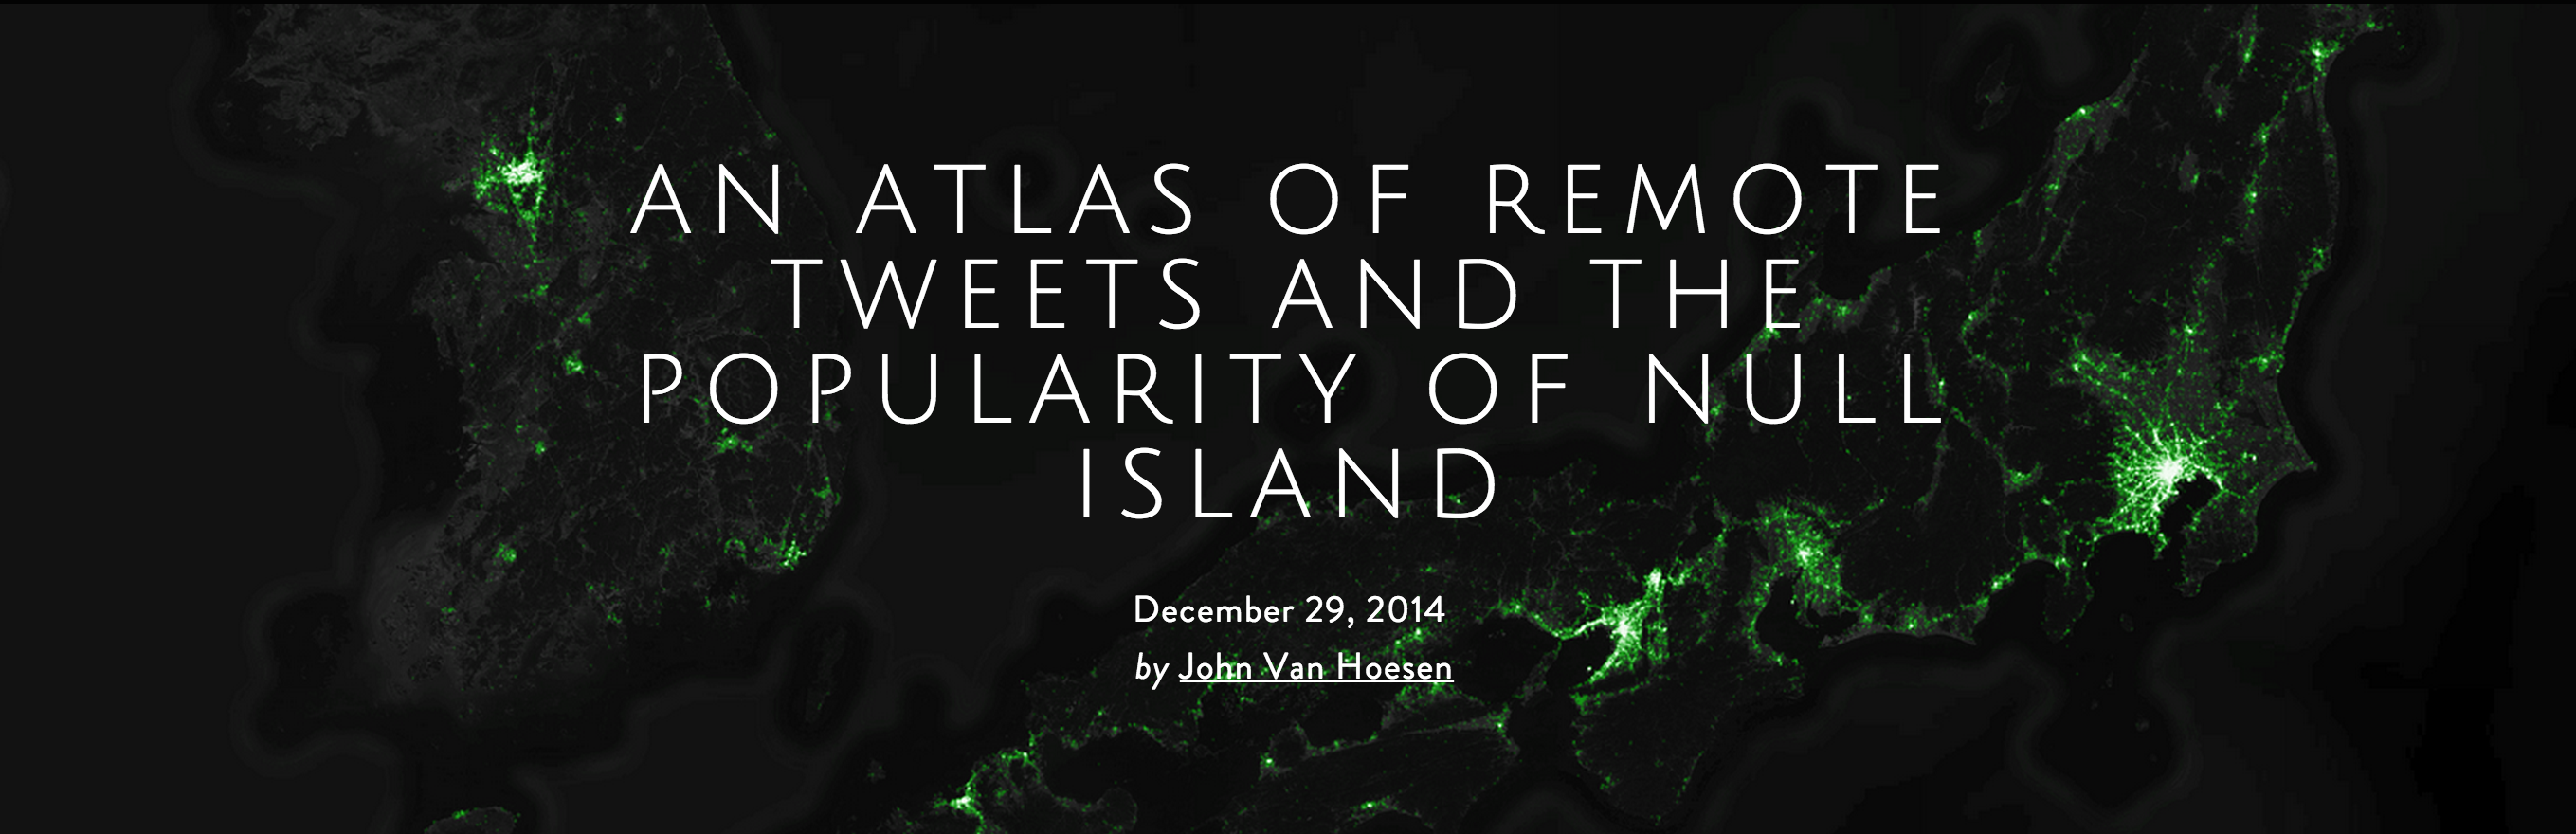 AN ATLAS OF REMOTE
TWEETS AND THE
POPULARITY OF NULL
ISLAND
December 29, 2014
by John Van Hoesen